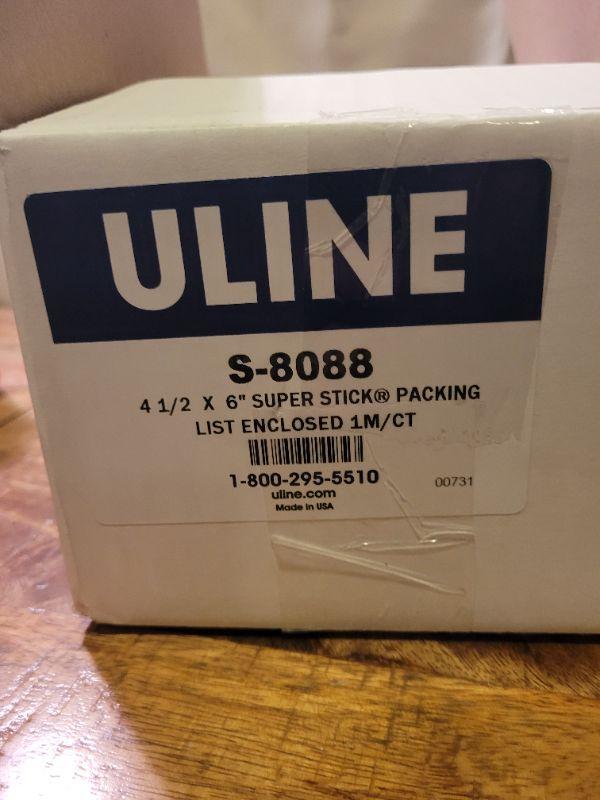 ULINE
S-8088
4 1/2 X 6" SUPER STICK® PACKING
LIST ENCLOSED 1M/CT
1-800-295-5510
00731
uline.com
Made in USA